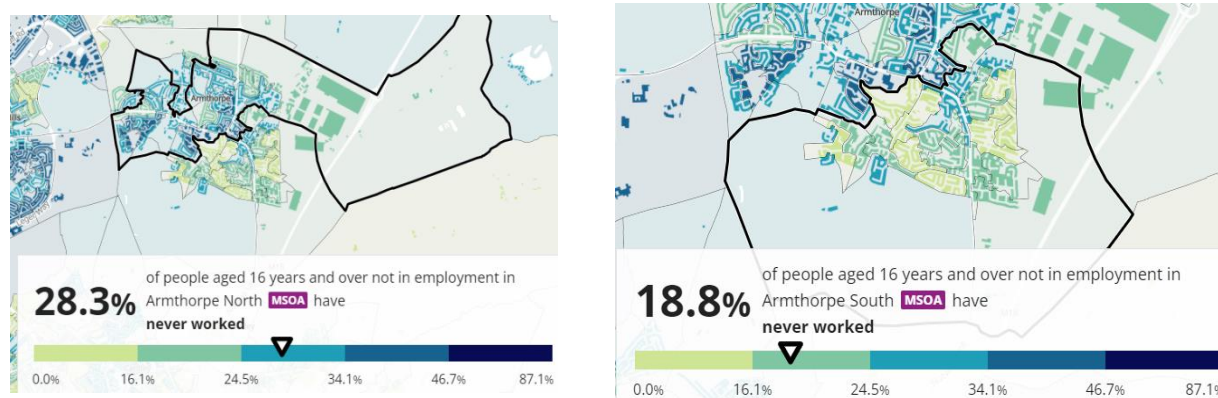 Armthorpe
28.3%
of people aged 16 years and over not in employment in
Armthorpe North MSOA have
never worked
0.0% 16.1% 24.5% 34.1% 46.7% 87.1%
Armthorpe
18.8%
of people aged 16 years and over not in employment in
Armthorpe South MSOA have
never worked
0.0% 16.1% 24.5% 34.1% 46.7%